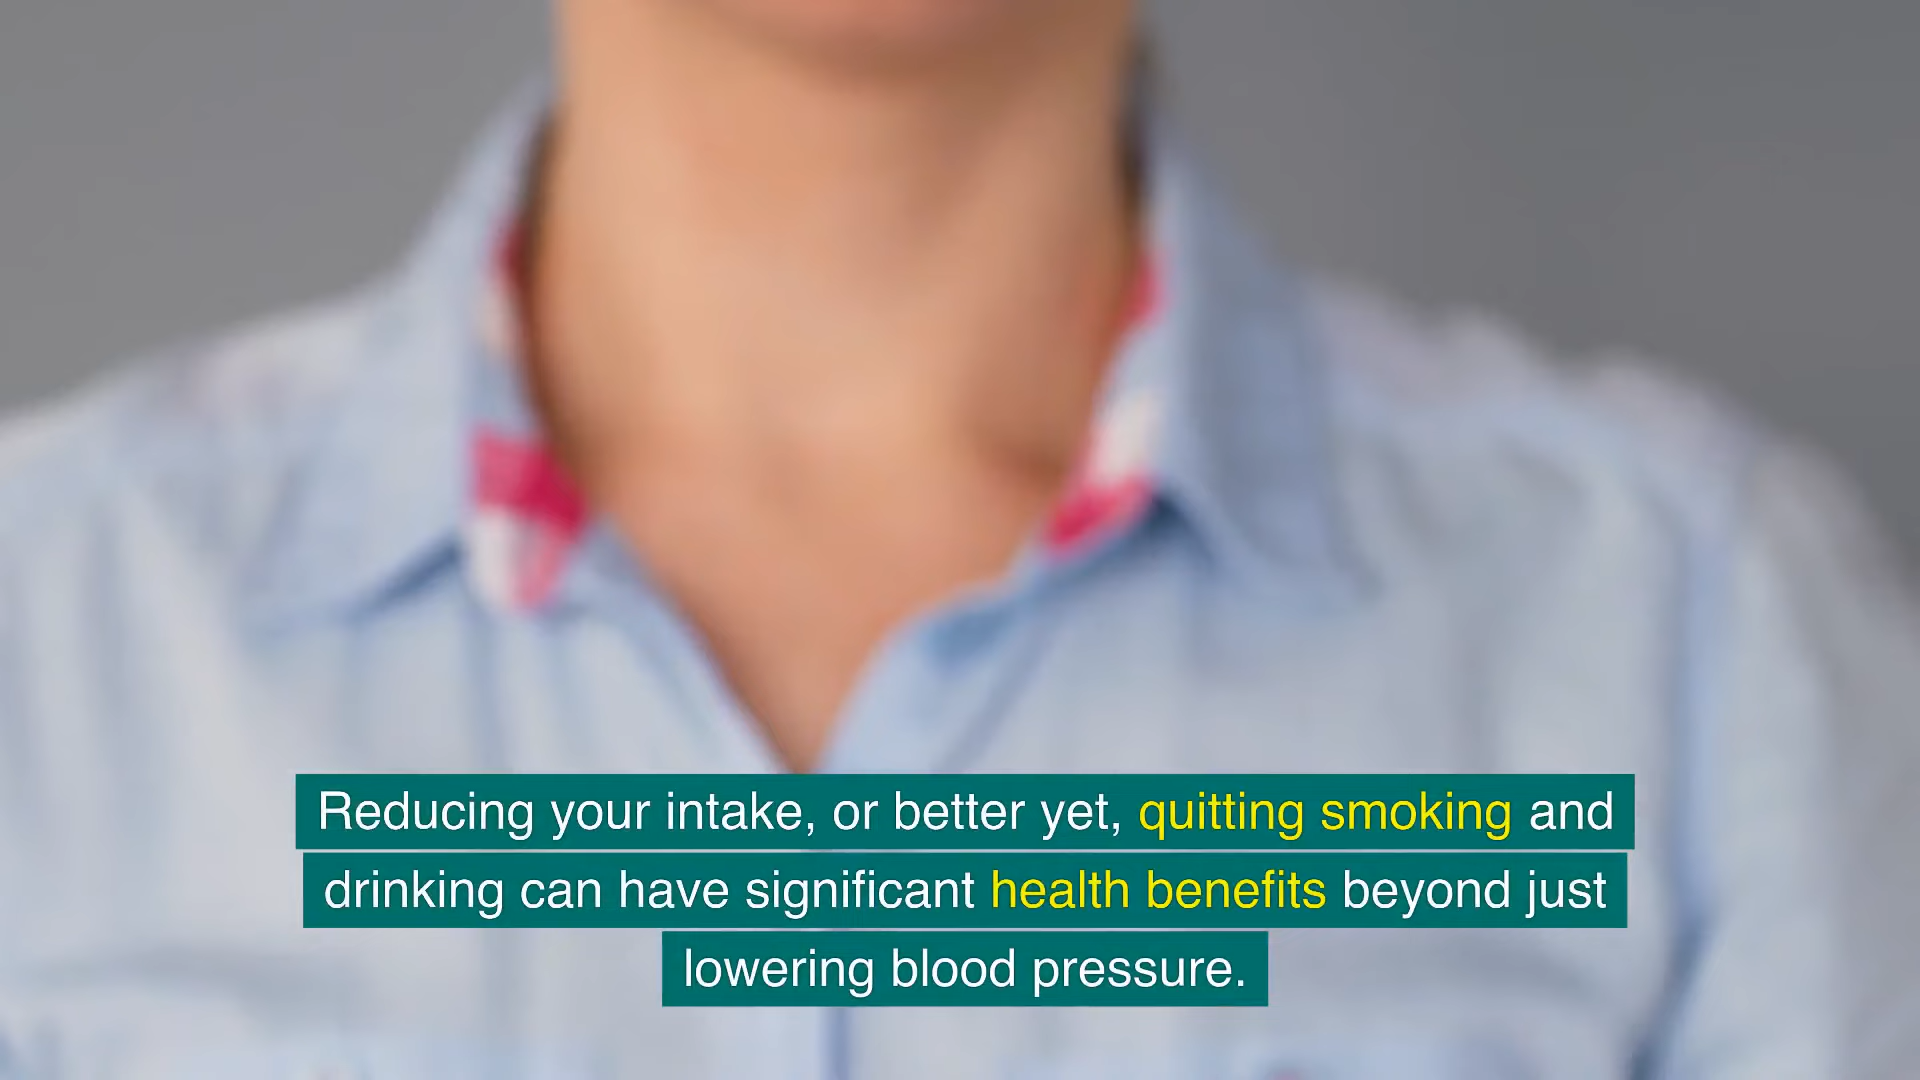 Reducing your intake, or better yet, quitting smoking and
drinking can have significant health benefits beyond just
lowering blood pressure.